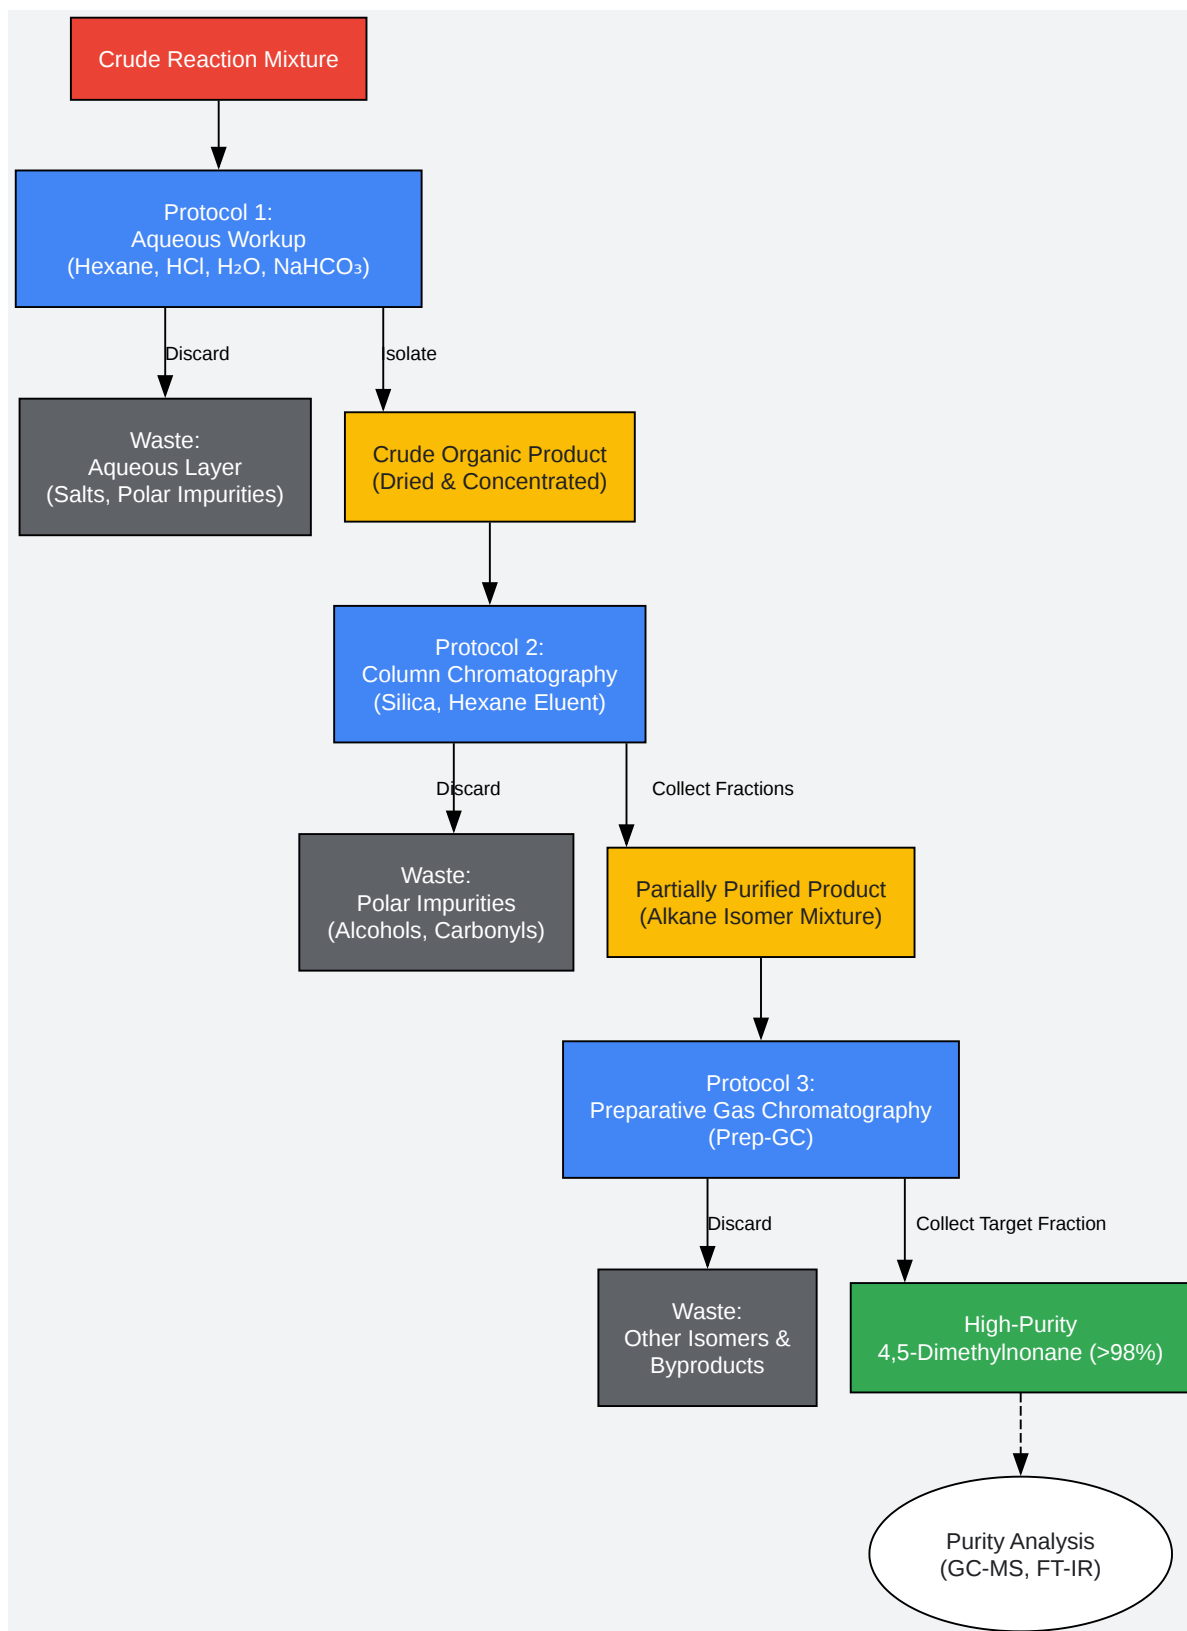 Crude Reaction Mixture
Protocol 1:
Aqueous Workup
(Hexane, HCl, H₂O, NaHCO₃)
Discard
Isolate
Waste:
Aqueous Layer
(Salts, Polar Impurities)
Crude Organic Product
(Dried & Concentrated)
Protocol 2:
Column Chromatography
(Silica, Hexane Eluent)
Discard
Collect Fractions
Waste:
Polar Impurities
(Alcohols, Carbonyls)
Partially Purified Product
(Alkane Isomer Mixture)
Protocol 3:
Preparative Gas Chromatography
(Prep-GC)
Discard
Collect Target Fraction
Waste:
Other Isomers &
Byproducts
High-Purity
4,5-Dimethylnonane (>98%)
Purity Analysis
(GC-MS, FT-IR)